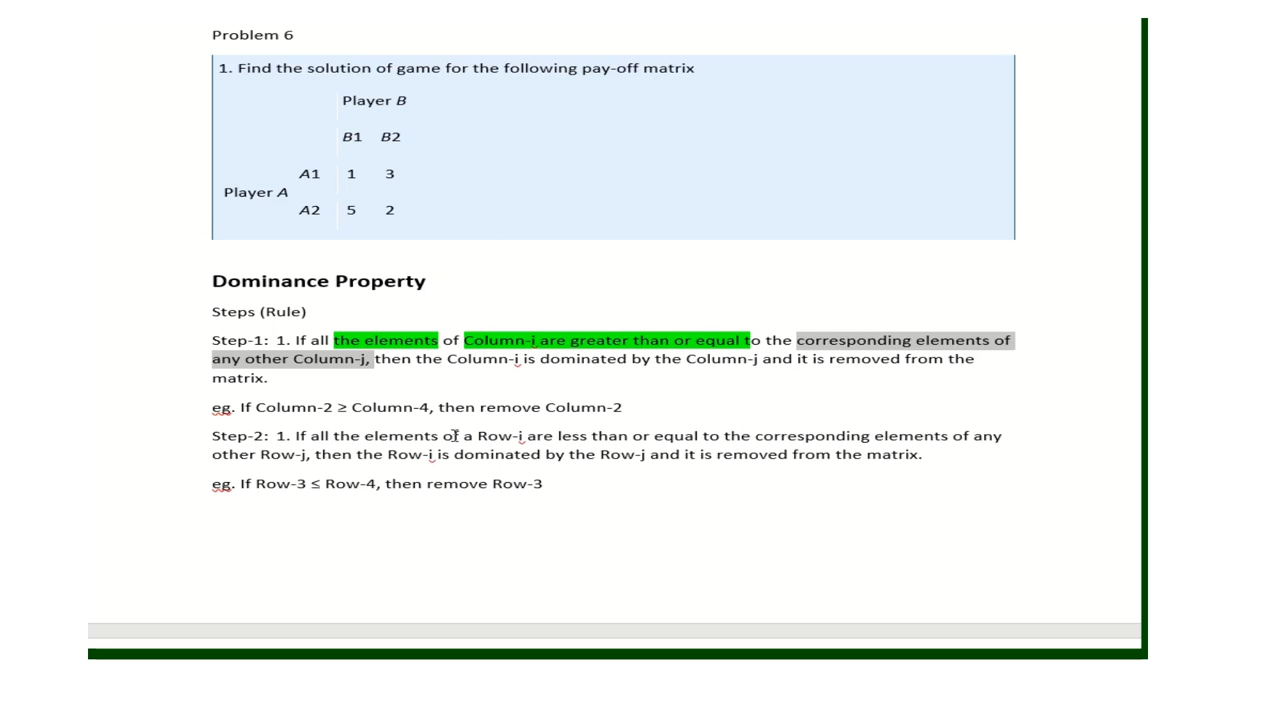 Problem 6
1. Find the solution of game for the following pay-off matrix
Player B
B1 B2
A1 1 3
Player A
A2 5 2
Dominance Property
Steps (Rule)
Step-1: 1. If all the elements of Column-i are greater than or equal to the corresponding elements of
any other Column-j, then the Column-i is dominated by the Column-j and it is removed from the
matrix.
eg. If Column-2 ≥ Column-4, then remove Column-2
Step-2: 1. If all the elements of a Row-i are less than or equal to the corresponding elements of any
other Row-j, then the Row-i is dominated by the Row-j and it is removed from the matrix.
eg. If Row-3 ≤ Row-4, then remove Row-3